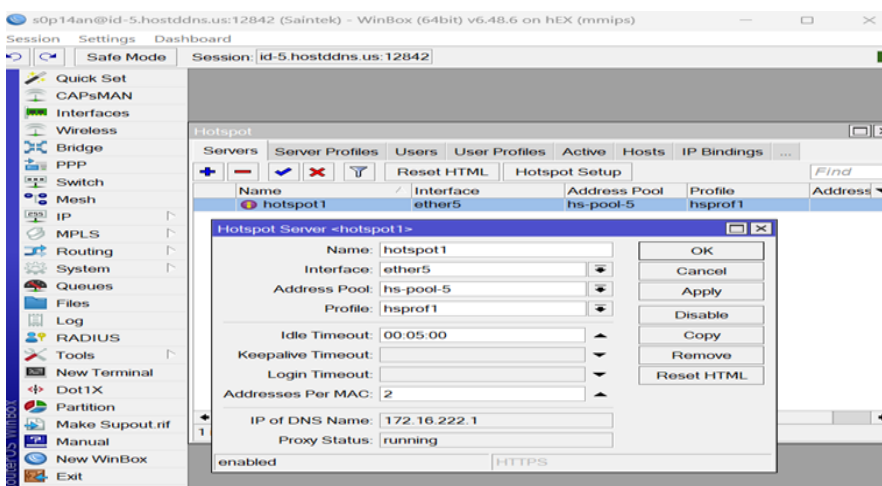 s0p14an@id-5.hostddns.us:12842 (Saintek) - WinBox (64bit) v6.48.6 on hEX (mmips)
Session Settings Dashboard
Safe Mode Session: id-5.hostddns.us:12842
Quick Set
CAPsMAN
Interfaces
Wireless
Bridge
PPP
Switch
Mesh
IP
MPLS
Routing
System
Queues
Files
Log
RADIUS
Tools
New Terminal
Dot1X
Partition
Make Supout.rif
Manual
New WinBox
Exit
Hotspot
Servers Server Profiles Users User Profiles Active Hosts IP Bindings ...
Reset HTML Hotspot Setup Find
Name Interface Address Pool Profile Address
hotspot1 ether5 hs-pool-5 hsprof1
Hotspot Server <hotspot1>
Name: hotspot1
Interface: ether5
Address Pool: hs-pool-5
Profile: hsprof1
Idle Timeout: 00:05:00
Keepalive Timeout:
Login Timeout:
Addresses Per MAC: 2
IP of DNS Name: 172.16.222.1
Proxy Status: running
enabled HTTPS
OK
Cancel
Apply
Disable
Copy
Remove
Reset HTML
1